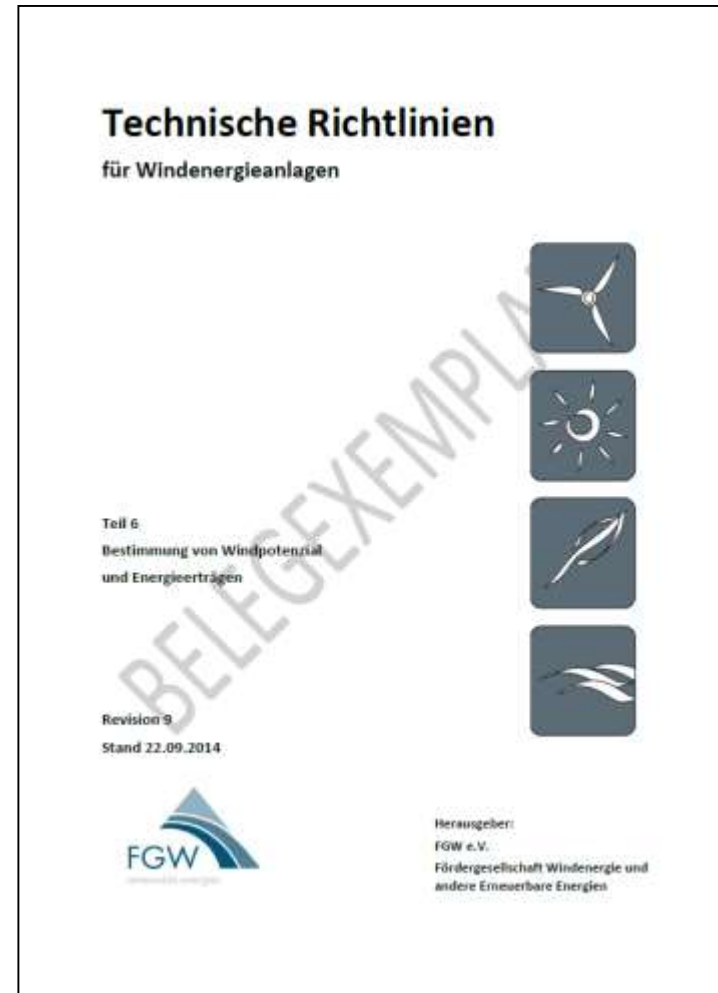 Technische Richtlinien
für Windenergieanlagen
BELEGEXEMPLA
Teil 6
Bestimmung von Windpotenzial
und Energieerträgen
Revision 9
Stand 22.09.2014
FGW
Herausgeber:
FGW e.V.
Fördergesellschaft Windenergie und
andere Erneuerbare Energien